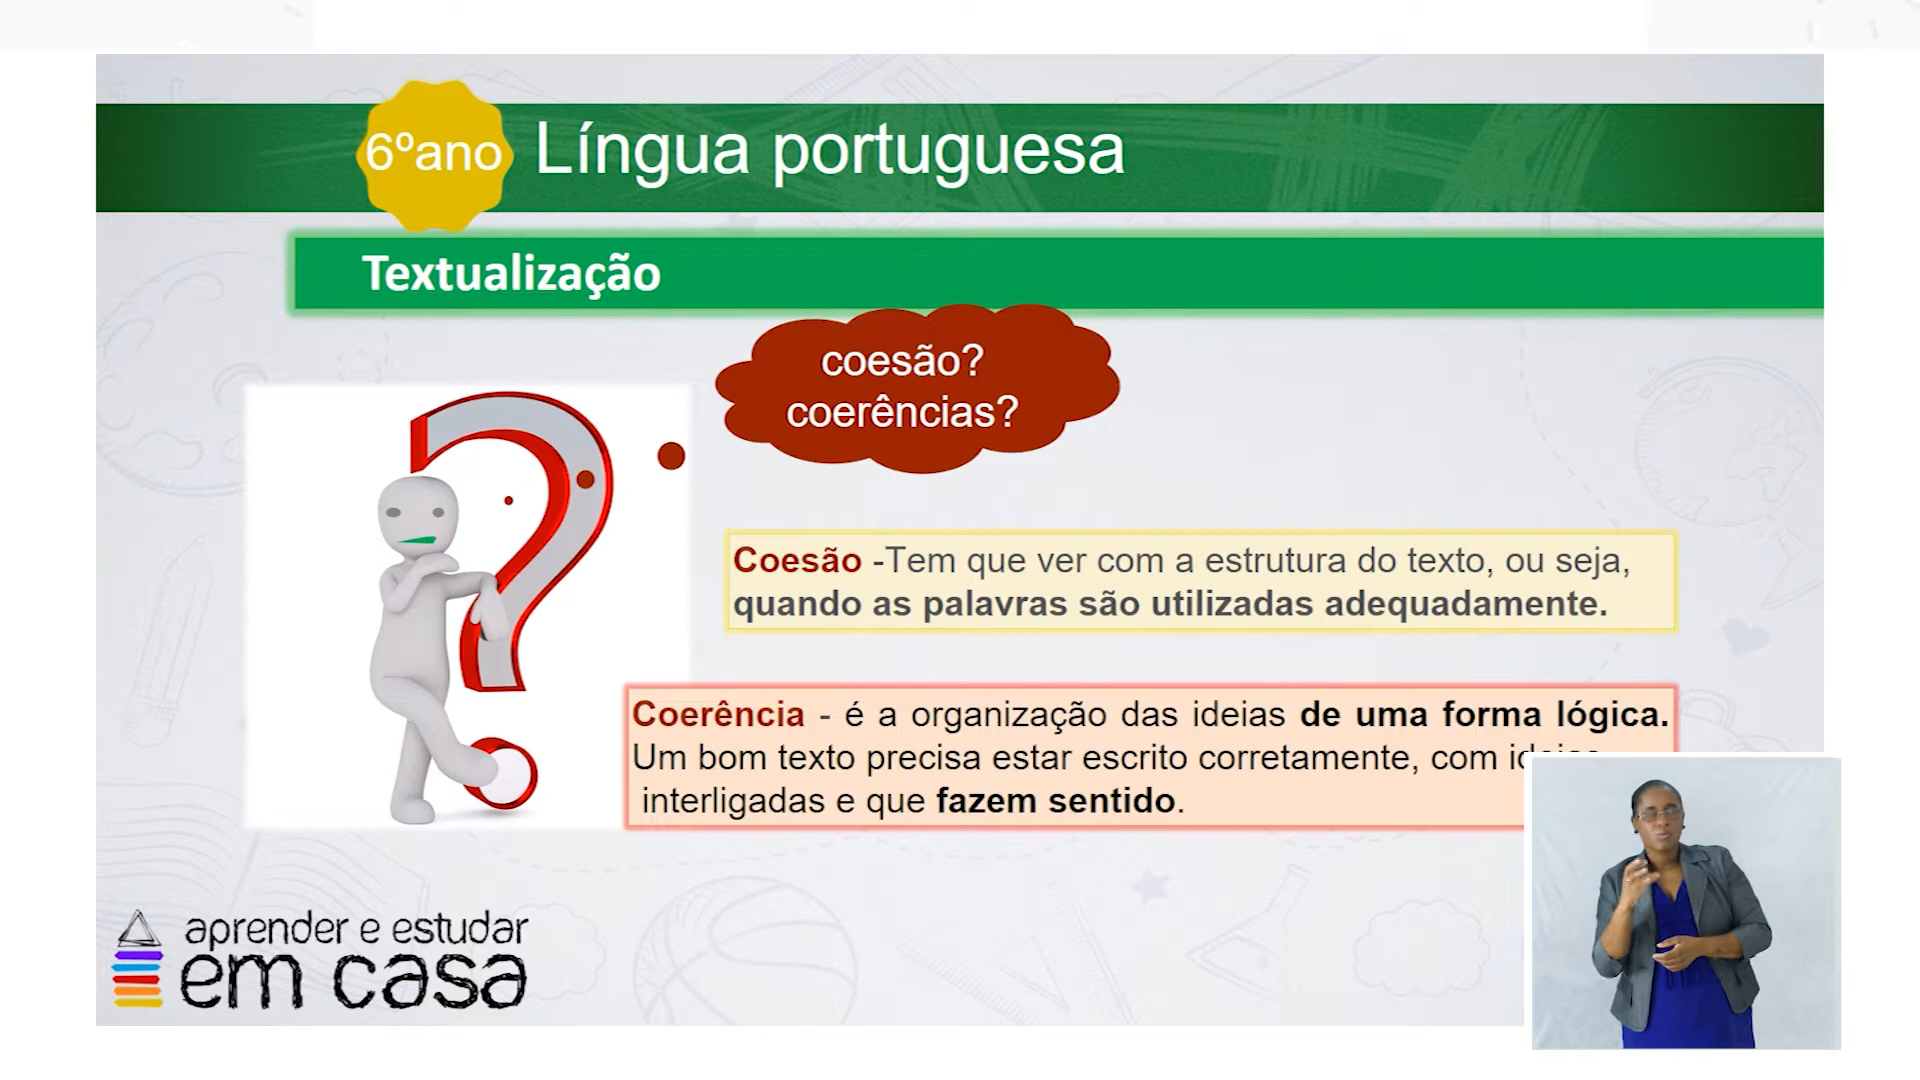 6ºano Língua portuguesa
Textualização
coesão?
coerências?
Coesão -Tem que ver com a estrutura do texto, ou seja,
quando as palavras são utilizadas adequadamente.
Coerência - é a organização das ideias de uma forma lógica.
Um bom texto precisa estar escrito corretamente, com
interligadas e que fazem sentido.
aprender e estudar
em casa